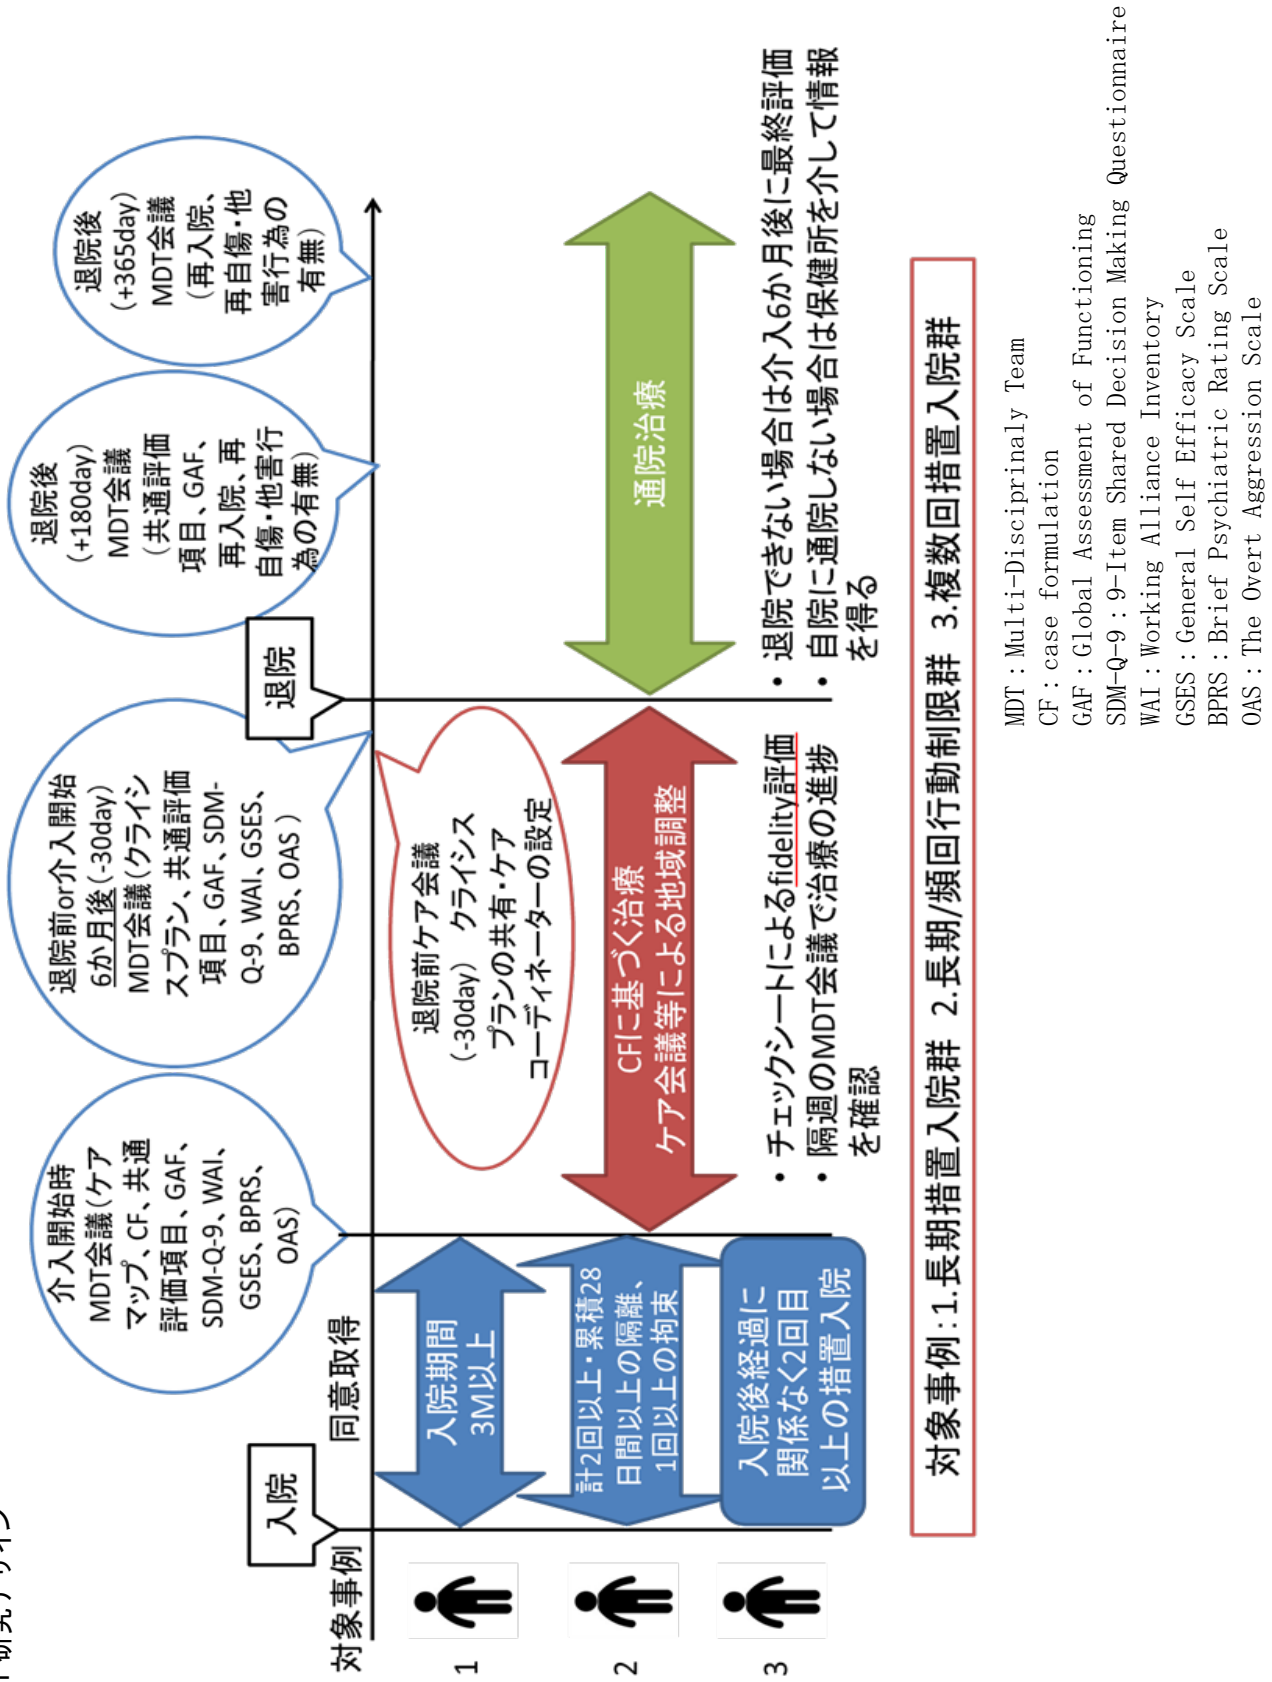 研究デザイン
介入開始時
MDT会議(ケア
マップ、CF、共通
評価項目、GAF、
SDM-Q-9、WAI、
GSES、BPRS、
OAS)
退院前or介入開始
6か月後(-30day)
MDT会議(クライシ
スプラン、共通評価
項目、GAF、SDM-
Q-9、WAI、GSES、
BPRS、OAS )
退院後
(+180day)
MDT会議
(共通評価
項目、GAF、
再入院、再
自傷・他害行
為の有無)
退院後
(+365day)
MDT会議
(再入院、
再自傷・他
害行為の
有無)
入院
退院
対象事例
同意取得
退院前ケア会議
(-30day) クライシス
プランの共有・ケア
コーディネーターの設定
1
入院期間
3M以上
2
計2回以上・累積28
日間以上の隔離、
1回以上の拘束
3
入院後経過に
関係なく2回目
以上の措置入院
CFに基づく治療
ケア会議等による地域調整
通院治療
• チェックシートによるfidelity評価
• 隔週のMDT会議で治療の進捗
を確認
• 退院できない場合は介入6か月後に最終評価
• 自院に通院しない場合は保健所を介して情報
を得る
対象事例:1.長期措置入院群 2.長期/頻回行動制限群 3.複数回措置入院群
MDT:Multi-Disciprinaly Team
CF:case formulation
GAF:Global Assessment of Functioning
SDM-Q-9:9-Item Shared Decision Making Questionnaire
WAI:Working Alliance Inventory
GSES:General Self Efficacy Scale
BPRS:Brief Psychiatric Rating Scale
OAS:The Overt Aggression Scale